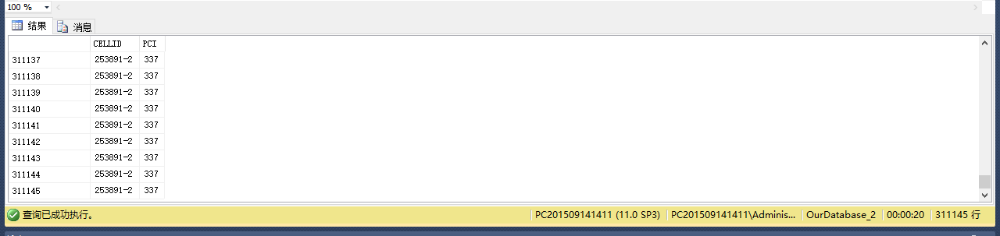 100 %
结果 消息
CELLID PCI
311137 253891-2 337
311138 253891-2 337
311139 253891-2 337
311140 253891-2 337
311141 253891-2 337
311142 253891-2 337
311143 253891-2 337
311144 253891-2 337
311145 253891-2 337
查询已成功执行。 PC201509141411 (11.0 SP3) PC201509141411\Adminis... OurDatabase_2 00:00:20 311145 行